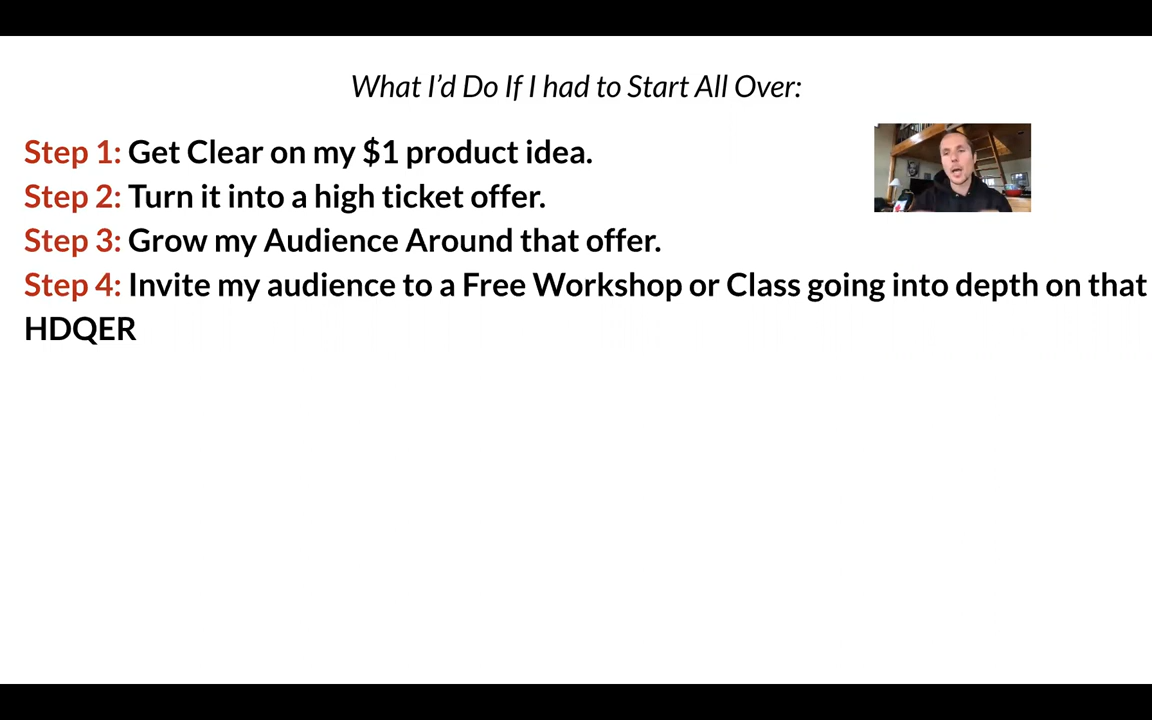 What I'd Do If I had to Start All Over:
Step 1: Get Clear on my $1 product idea.
Step 2: Turn it into a high ticket offer.
Step 3: Grow my Audience Around that offer.
Step 4: Invite my audience to a Free Workshop or Class going into depth on that
HDQER